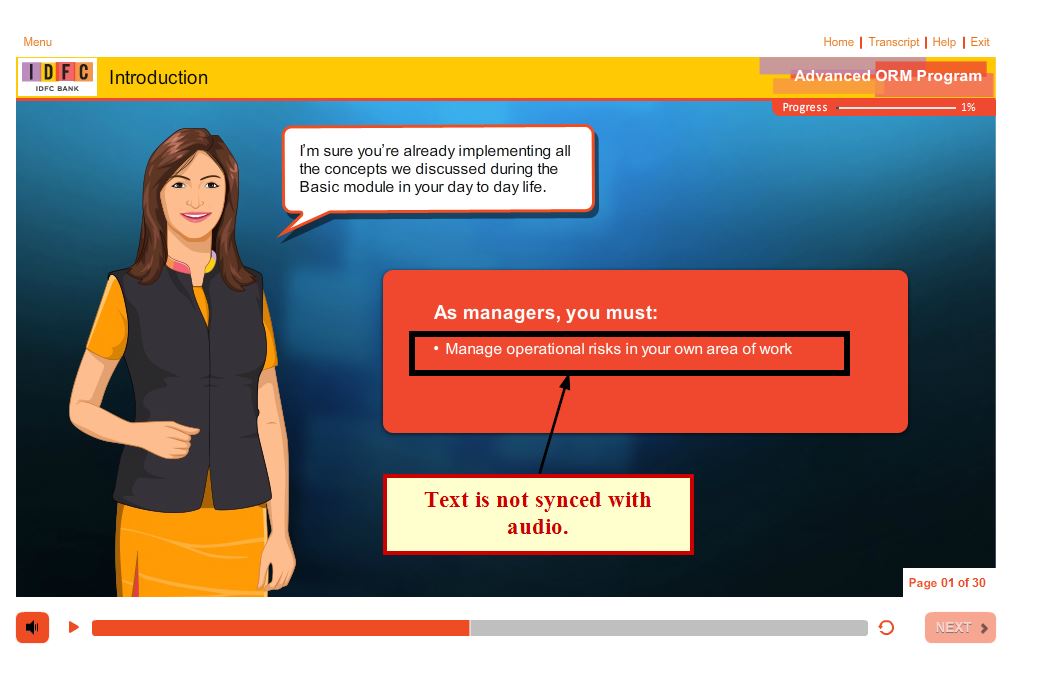 Menu
Home | Transcript | Help | Exit
IDFC
IDFC BANK
Introduction
Advanced ORM Program
Progress 1%
I'm sure you're already implementing all
the concepts we discussed during the
Basic module in your day to day life.
As managers, you must:
• Manage operational risks in your own area of work
Text is not synced with
audio.
Page 01 of 30
NEXT